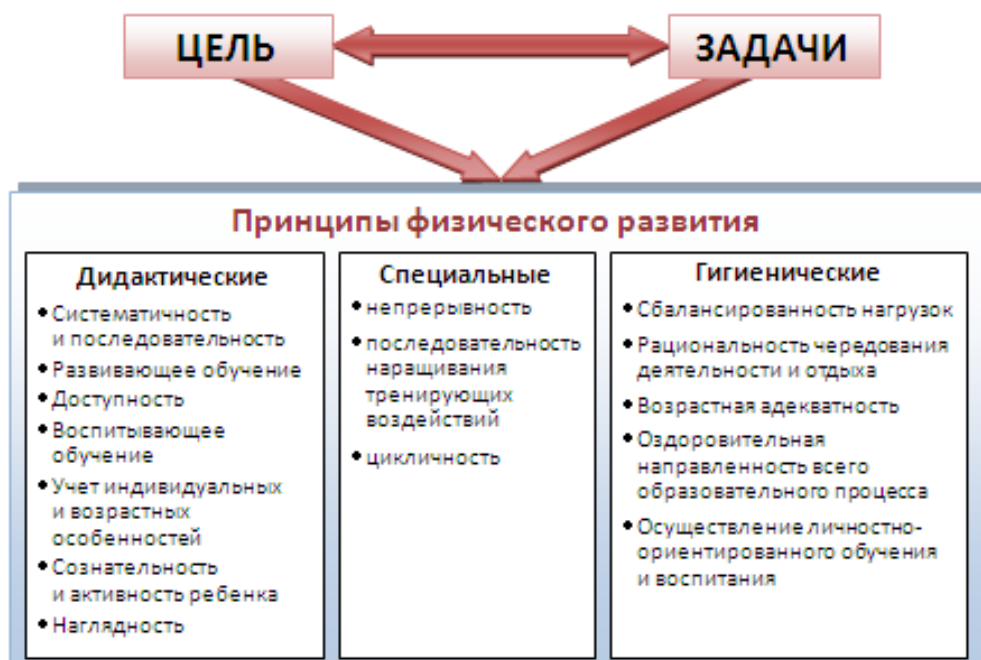 ЦЕЛЬ
ЗАДАЧИ
Принципы физического развития
Дидактические
• Систематичность
и последовательность
• Развивающее обучение
• Доступность
• Воспитывающее
обучение
• Учет индивидуальных
и возрастных
особенностей
• Сознательность
и активность ребенка
• Наглядность
Специальные
• непрерывность
• последовательность
наращивания
тренирующих
воздействий
• цикличность
Гигиенические
• Сбалансированность нагрузок
• Рациональность чередования
деятельности и отдыха
• Возрастная адекватность
• Оздоровительная
направленность всего
образовательного процесса
• Осуществление личностно-
ориентированного обучения
и воспитания